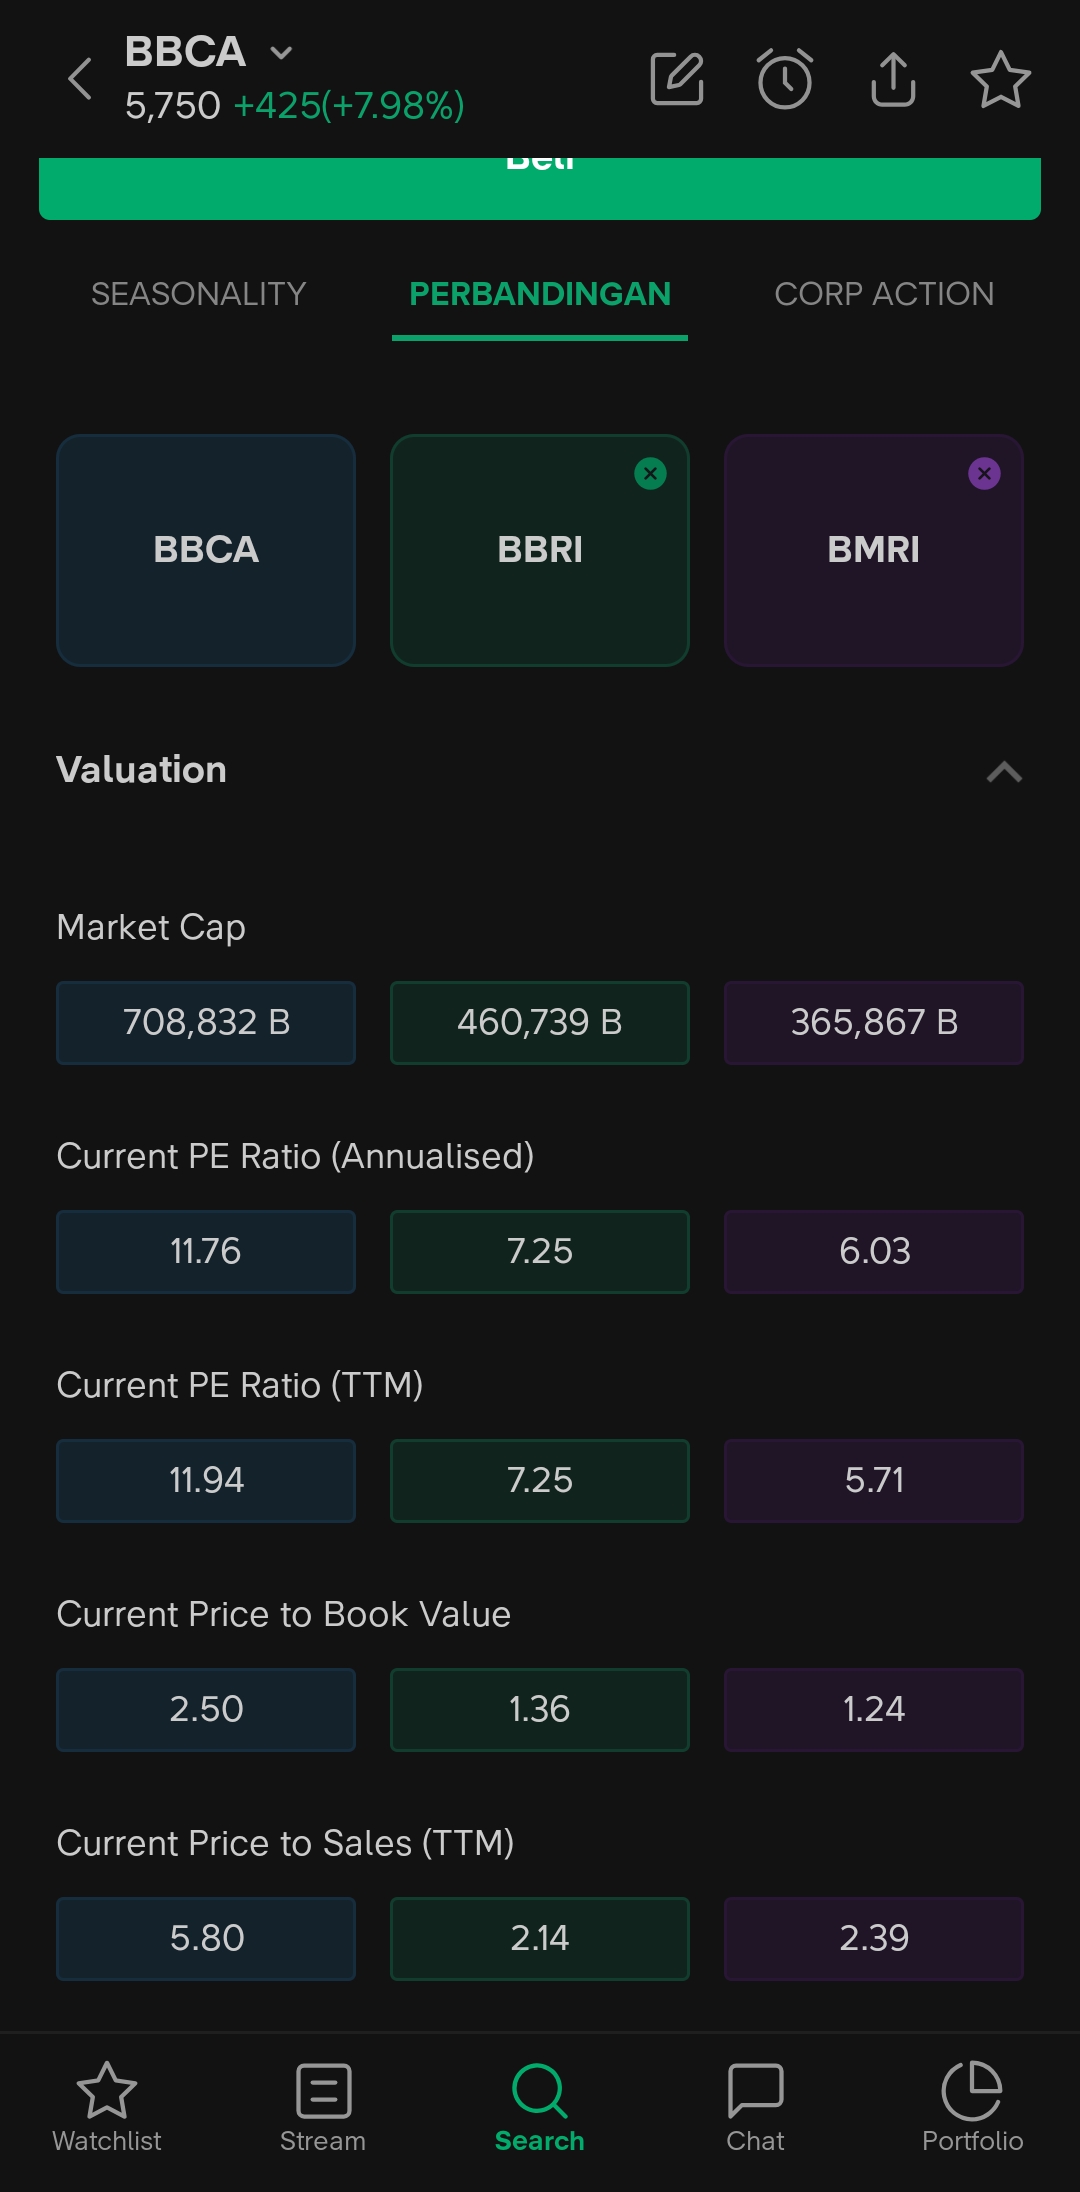 BBCA
5,750 +425(+7.98%)
Beli
SEASONALITY PERBANDINGAN CORP ACTION
BBCA BBRI BMRI
Valuation
Market Cap
708,832 B 460,739 B 365,867 B
Current PE Ratio (Annualised)
11.76 7.25 6.03
Current PE Ratio (TTM)
11.94 7.25 5.71
Current Price to Book Value
2.50 1.36 1.24
Current Price to Sales (TTM)
5.80 2.14 2.39
Watchlist Stream Search Chat Portfolio